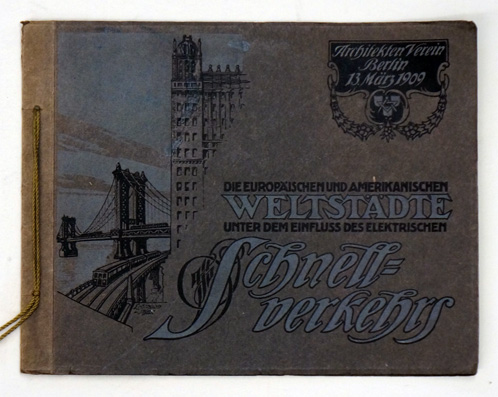 Architekten Verein
Berlin
13. März 1909
DIE EUROPÄISCHEN UND AMERIKANISCHEN
WELTSTÄDTE
UNTER DEM EINFLUSS DES ELEKTRISCHEN
Schnell=
verkehrs